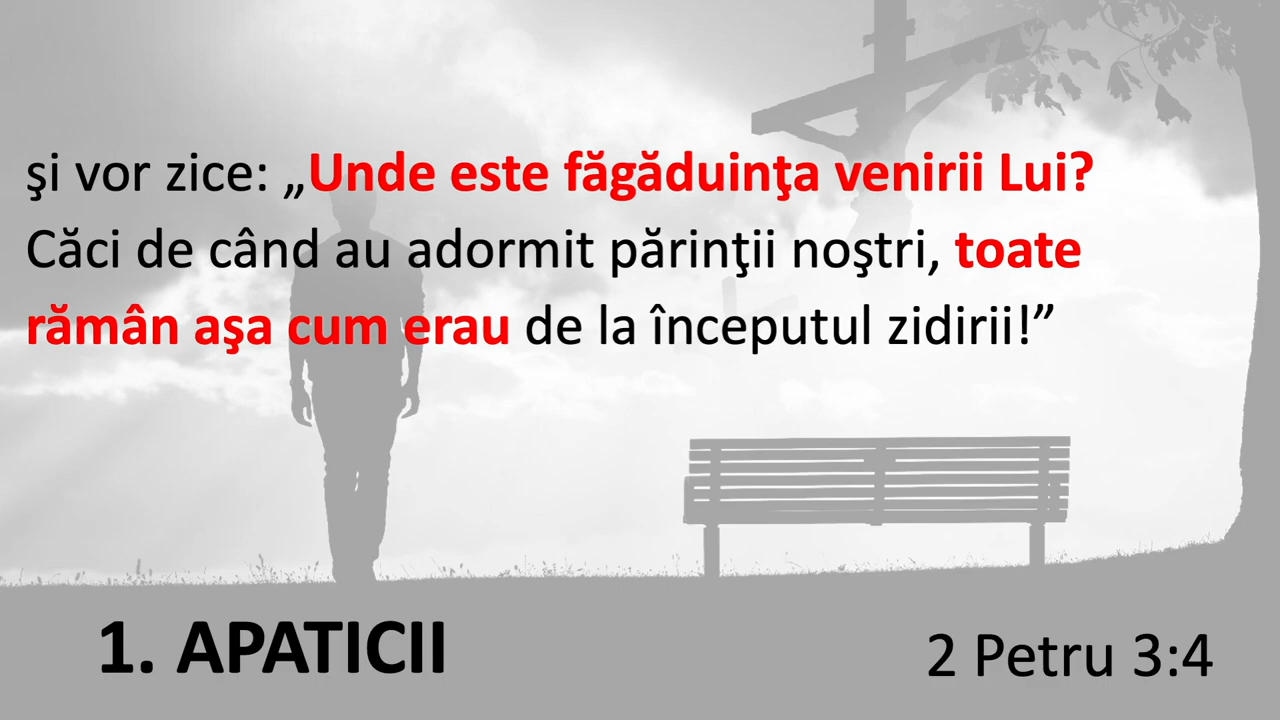 şi vor zice: „Unde este făgăduinţa venirii Lui?
Căci de când au adormit părinţii noştri, toate
rămân aşa cum erau de la începutul zidirii!”
1. APATICII
2 Petru 3:4